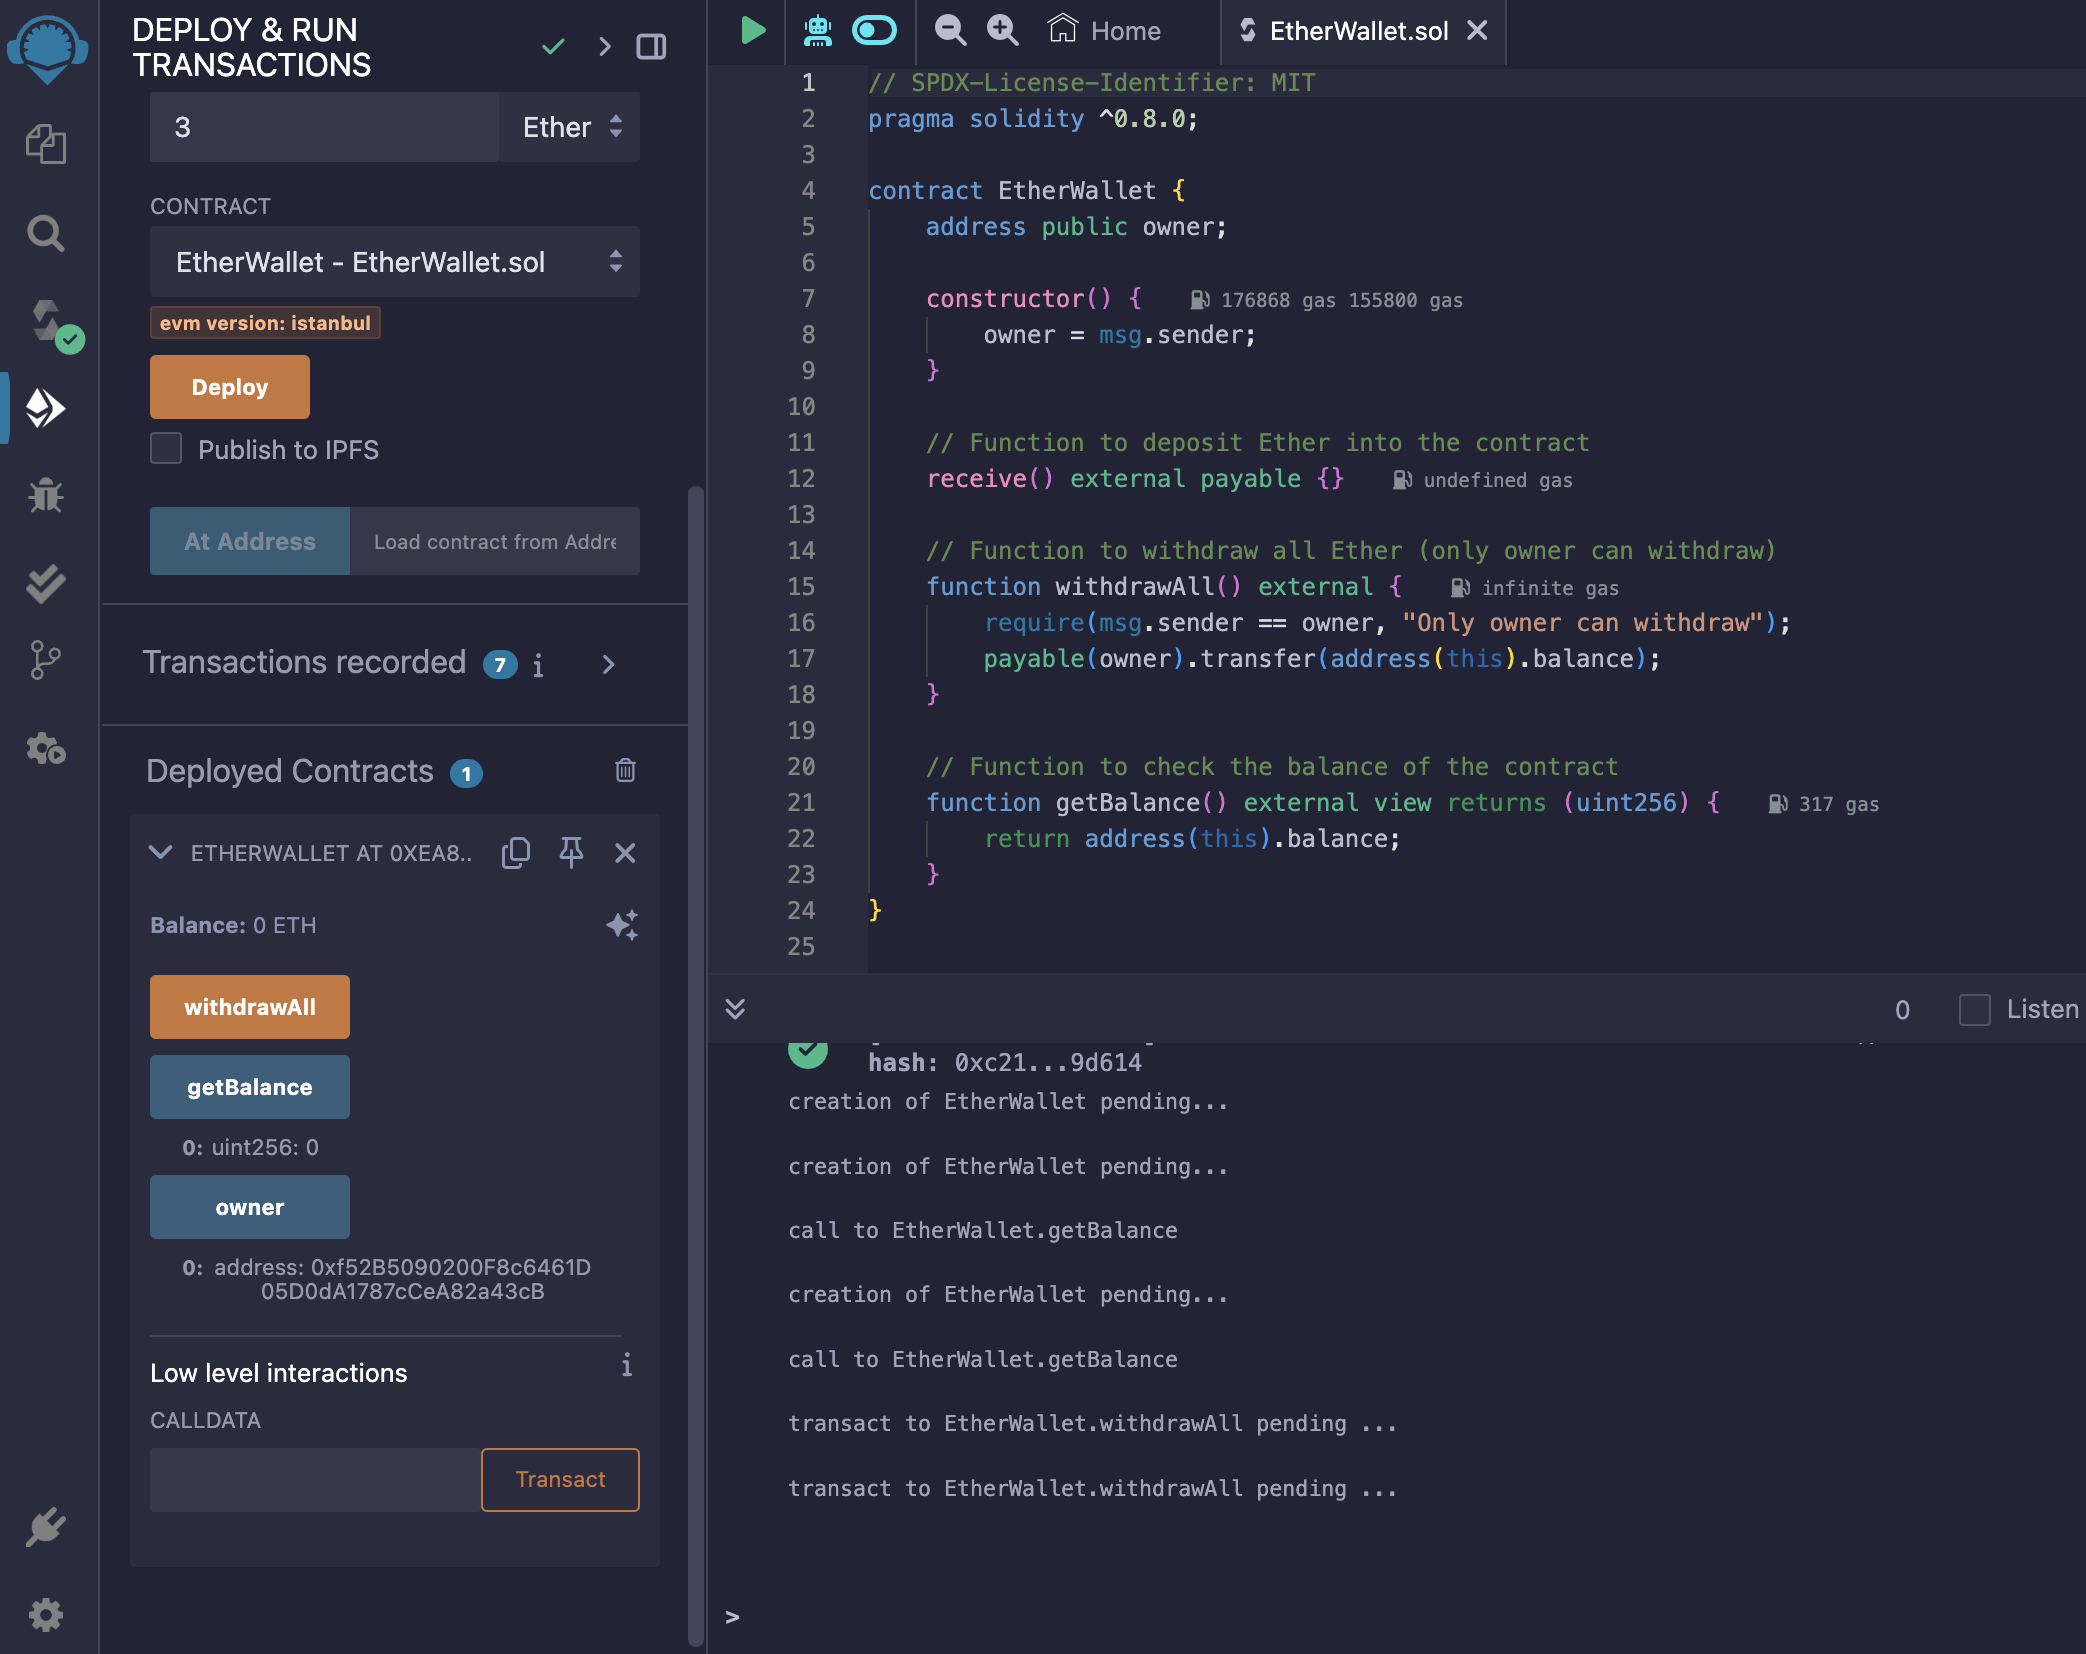 DEPLOY & RUN
TRANSACTIONS
3
Ether
CONTRACT
EtherWallet - EtherWallet.sol
evm version: istanbul
Deploy
Publish to IPFS
At Address
Load contract from Addre
Transactions recorded 7 i
Deployed Contracts 1
ETHERWALLET AT 0XEA8..
Balance: 0 ETH
withdrawAll
getBalance
0: uint256: 0
owner
0: address: 0xf52B5090200F8c6461D
05D0dA1787cCeA82a43cB
Low level interactions i
CALLDATA
Transact
Home
EtherWallet.sol
1 // SPDX-License-Identifier: MIT
2 pragma solidity ^0.8.0;
3
4 contract EtherWallet {
5 address public owner;
6
7 constructor() { 176868 gas 155800 gas
8 owner = msg.sender;
9 }
10
11 // Function to deposit Ether into the contract
12 receive() external payable {} undefined gas
13
14 // Function to withdraw all Ether (only owner can withdraw)
15 function withdrawAll() external { infinite gas
16 require(msg.sender == owner, "Only owner can withdraw");
17 payable(owner).transfer(address(this).balance);
18 }
19
20 // Function to check the balance of the contract
21 function getBalance() external view returns (uint256) { 317 gas
22 return address(this).balance;
23 }
24 }
25
0 Listen
hash: 0xc21...9d614
creation of EtherWallet pending...
creation of EtherWallet pending...
call to EtherWallet.getBalance
creation of EtherWallet pending...
call to EtherWallet.getBalance
transact to EtherWallet.withdrawAll pending ...
transact to EtherWallet.withdrawAll pending ...
>